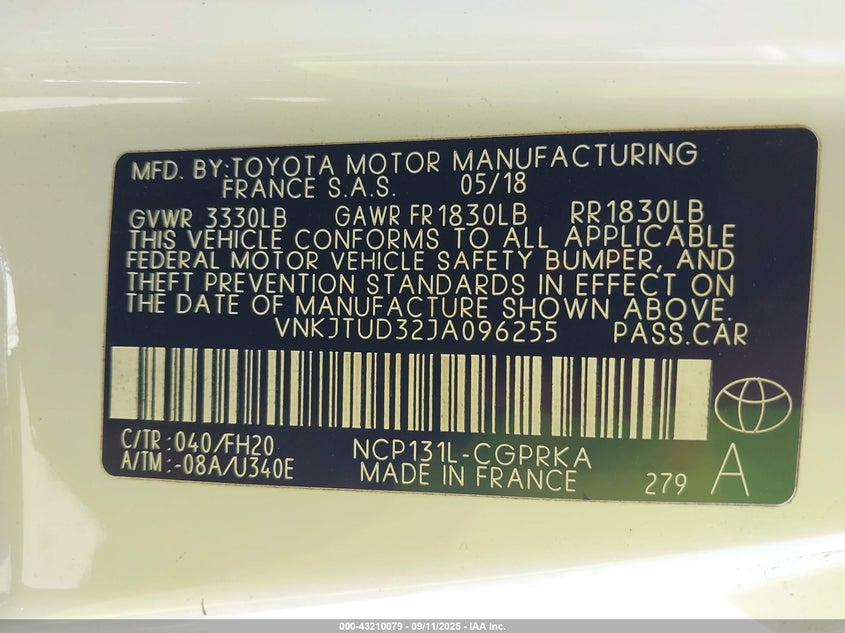 MFD. BY:TOYOTA MOTOR MANUFACTURING
FRANCE S.A.S. 05/18
GVWR 3330LB GAWR FR1830LB RR1830LB
THIS VEHICLE CONFORMS TO ALL APPLICABLE
FEDERAL MOTOR VEHICLE SAFETY BUMPER, AND
THEFT PREVENTION STANDARDS IN EFFECT ON
THE DATE OF MANUFACTURE SHOWN ABOVE.
VNKJTUD32JA096255 PASS.CAR
C/TR:040/FH20 NCP131L-CGPRKA
A/TM:-08A/U340E MADE IN FRANCE 279 A
000-43210079 - 09/11/2025 - IAA Inc.